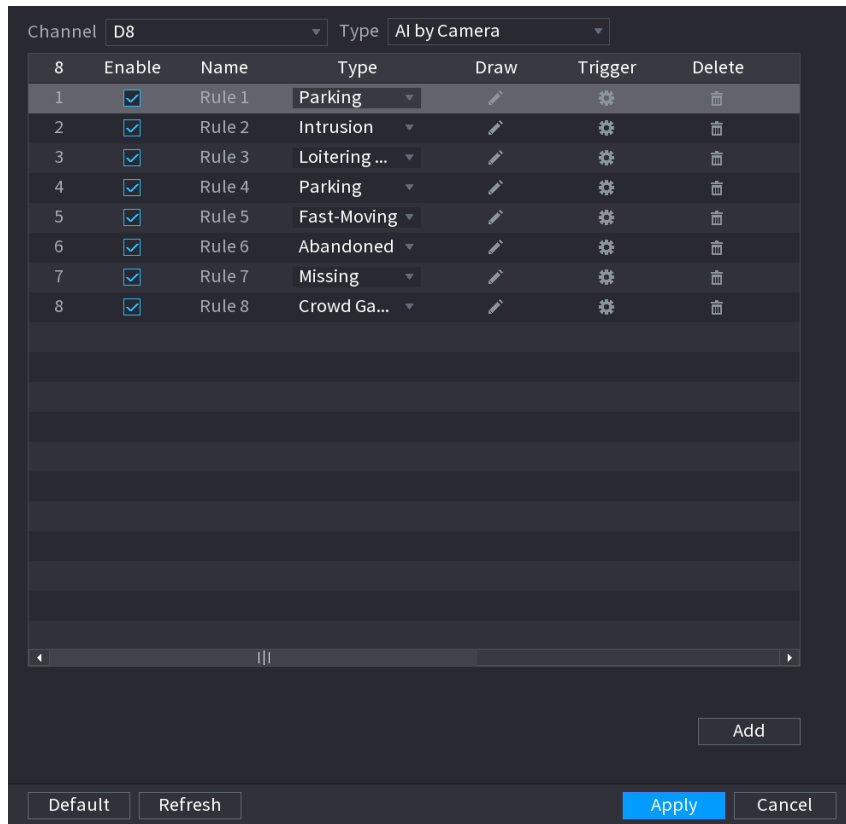 Channel D8 Type AI by Camera
8 Enable Name Type Draw Trigger Delete
1 Rule 1 Parking
2 Rule 2 Intrusion
3 Rule 3 Loitering ...
4 Rule 4 Parking
5 Rule 5 Fast-Moving
6 Rule 6 Abandoned
7 Rule 7 Missing
8 Rule 8 Crowd Ga...
Add
Default Refresh Apply Cancel